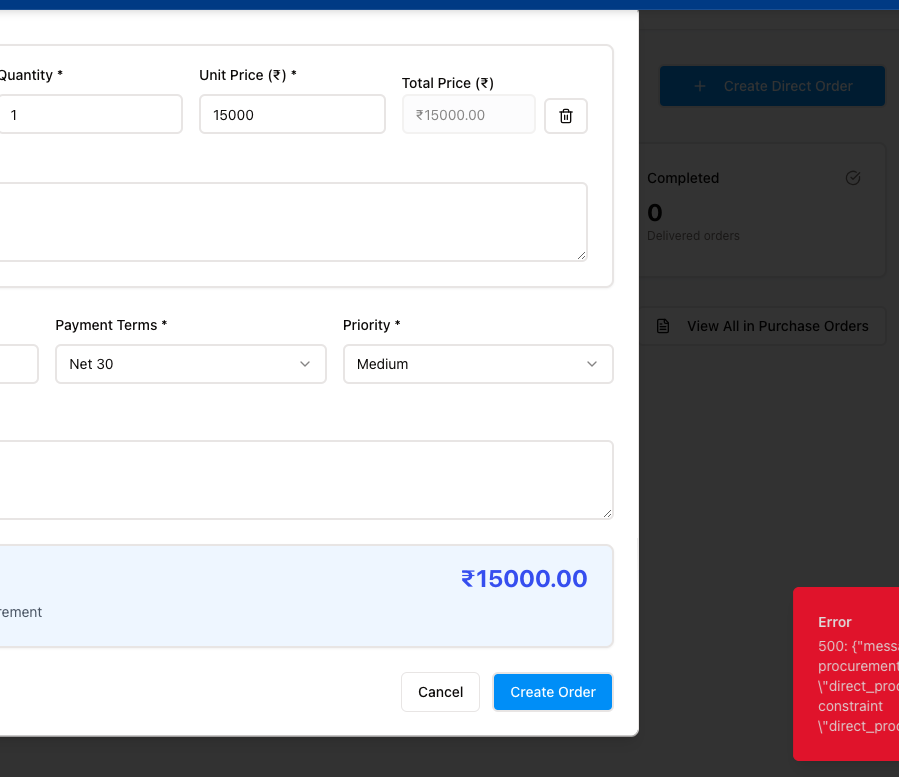 Quantity *
Unit Price (₹) *
Total Price (₹)
1
15000
₹15000.00
Create Direct Order
Completed
0
Delivered orders
View All in Purchase Orders
Payment Terms *
Priority *
Net 30
Medium
₹15000.00
rement
Cancel
Create Order
Error
500: {"messa
procurement
\"direct_proc
constraint
\"direct_proc